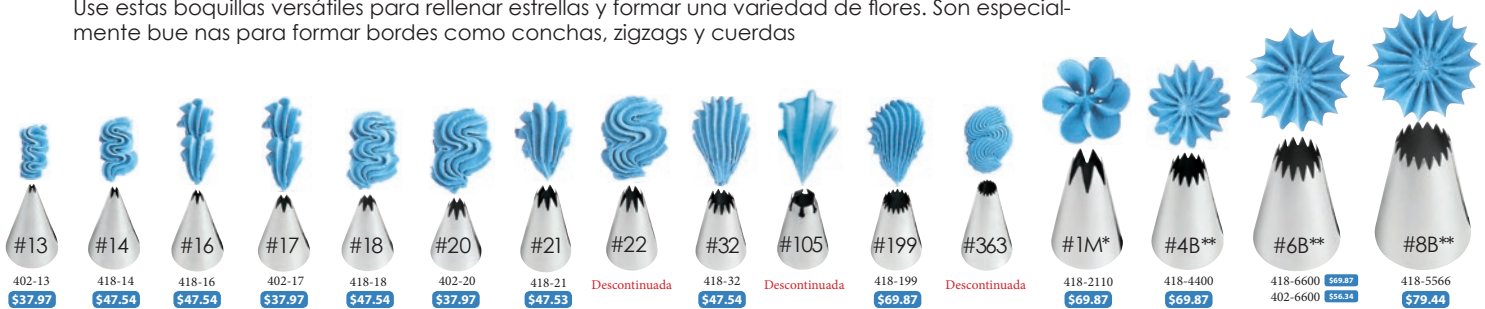 Use estas boquillas versátiles para rellenar estrellas y formar una variedad de flores. Son especial-
mente bue nas para formar bordes como conchas, zigzags y cuerdas
#13 #14 #16 #17 #18 #20 #21 #22 #32 #105 #199 #363 #1M* #4B** #6B** #8B**
402-13 418-14 418-16 402-17 418-18 402-20 418-21 Descontinuada 418-32 Descontinuada 418-199 Descontinuada 418-2110 418-4400 418-6600 $69.87 418-5566
$37.97 $47.54 $47.54 $37.97 $47.54 $37.97 $47.53 $47.54 $69.87 $69.87 $69.87 402-6600 $56.34 $79.44